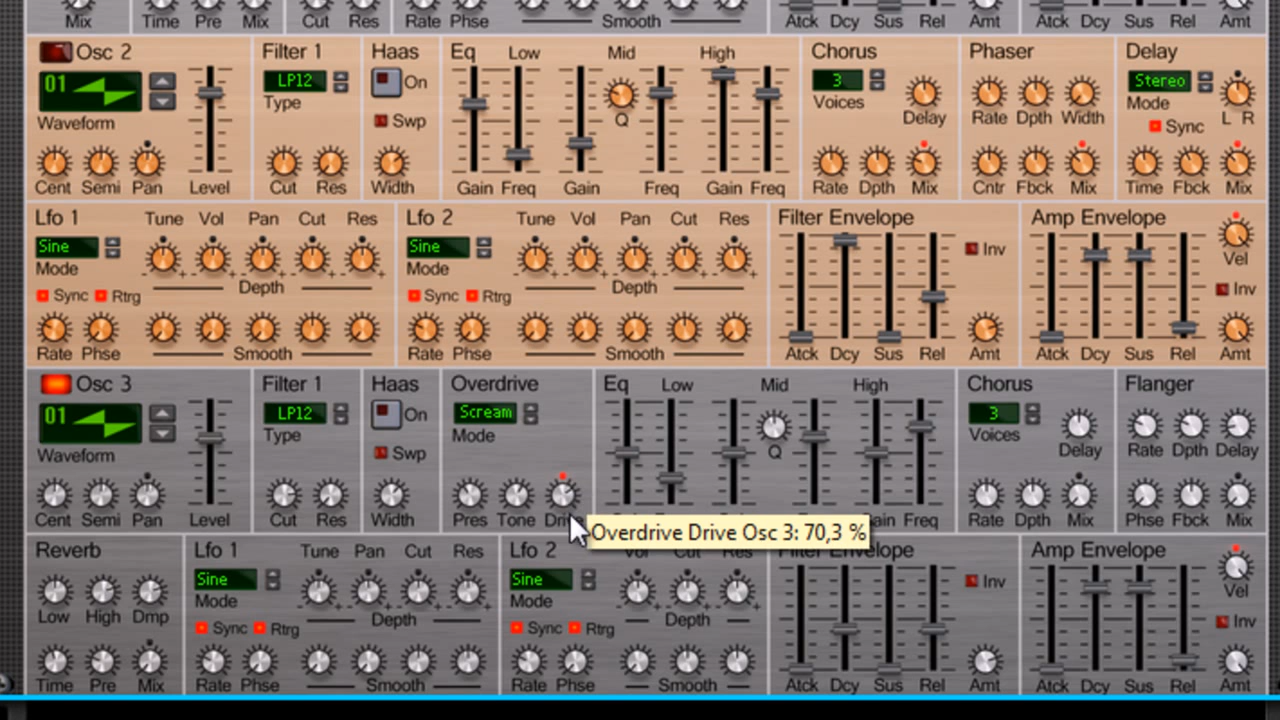 Mix Time Pre Mix Cut Res Rate Phse Smooth Atck Dcy Sus Rel Amt Atck Dcy Sus Rel Amt
Osc 2 Filter 1 Haas Eq Low Mid High Chorus Phaser Delay
01 LP12 On 3 Stereo
Type Voices Mode
Waveform Swp Q Delay Rate Dpth Width L R
Sync
Cent Semi Pan Level Cut Res Width Gain Freq Gain Freq Gain Freq Rate Dpth Mix Cntr Fbck Mix Time Fbck Mix
Lfo 1 Tune Vol Pan Cut Res Lfo 2 Tune Vol Pan Cut Res Filter Envelope Amp Envelope
Sine Sine Inv Vel
Mode Mode
Depth Depth
Sync Rtrg Sync Rtrg Inv
Rate Phse Smooth Rate Phse Smooth Atck Dcy Sus Rel Amt Atck Dcy Sus Rel Amt
Osc 3 Filter 1 Haas Overdrive Eq Low Mid High Chorus Flanger
01 LP12 On Scream 3
Type Mode Voices
Waveform Swp Q Delay Rate Dpth Delay
Cent Semi Pan Level Cut Res Width Pres Tone Freq Rate Dpth Mix Phse Fbck Mix
Overdrive Drive Osc 3: 70,3 %
Reverb Lfo 1 Tune Pan Cut Res Lfo 2 Vol Cut Res Filter Envelope Amp Envelope
Sine Sine Inv
Low High Dmp Mode Mode Vel
Depth Depth
Sync Rtrg Sync Rtrg Inv
Time Pre Mix Rate Phse Smooth Rate Phse Smooth Atck Dcy Sus Rel Amt Atck Dcy Sus Rel Amt